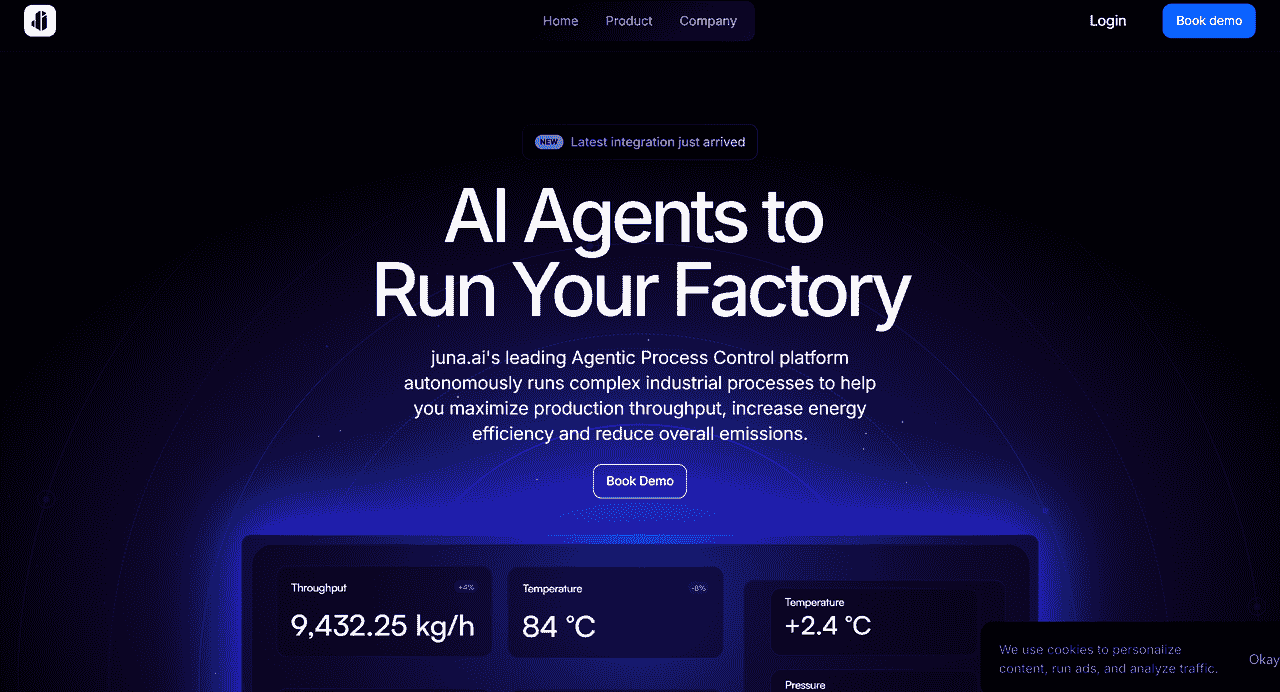 Home Product Company Login Book demo
NEW Latest integration just arrived
AI Agents to
Run Your Factory
juna.ai's leading Agentic Process Control platform
autonomously runs complex industrial processes to help
you maximize production throughput, increase energy
efficiency and reduce overall emissions.
Book Demo
Throughput +4%
9,432.25 kg/h
Temperature -8%
84 °C
Temperature
+2.4 °C
Pressure
We use cookies to personalize
content, run ads, and analyze traffic.
Okay